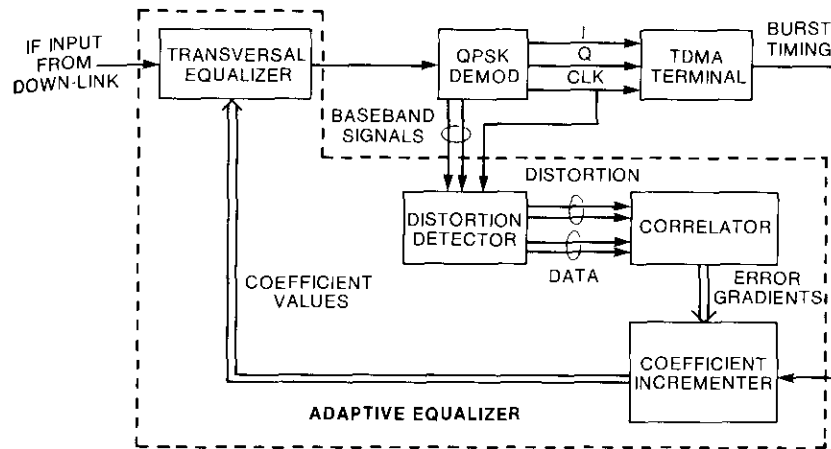 IF INPUT
FROM
DOWN-LINK
TRANSVERSAL
EQUALIZER
QPSK
DEMOD
I
Q
CLK
TDMA
TERMINAL
BURST
TIMING
BASEBAND
SIGNALS
DISTORTION
DETECTOR
DISTORTION
DATA
CORRELATOR
ERROR
GRADIENTS
COEFFICIENT
VALUES
COEFFICIENT
INCREMENTER
ADAPTIVE EQUALIZER